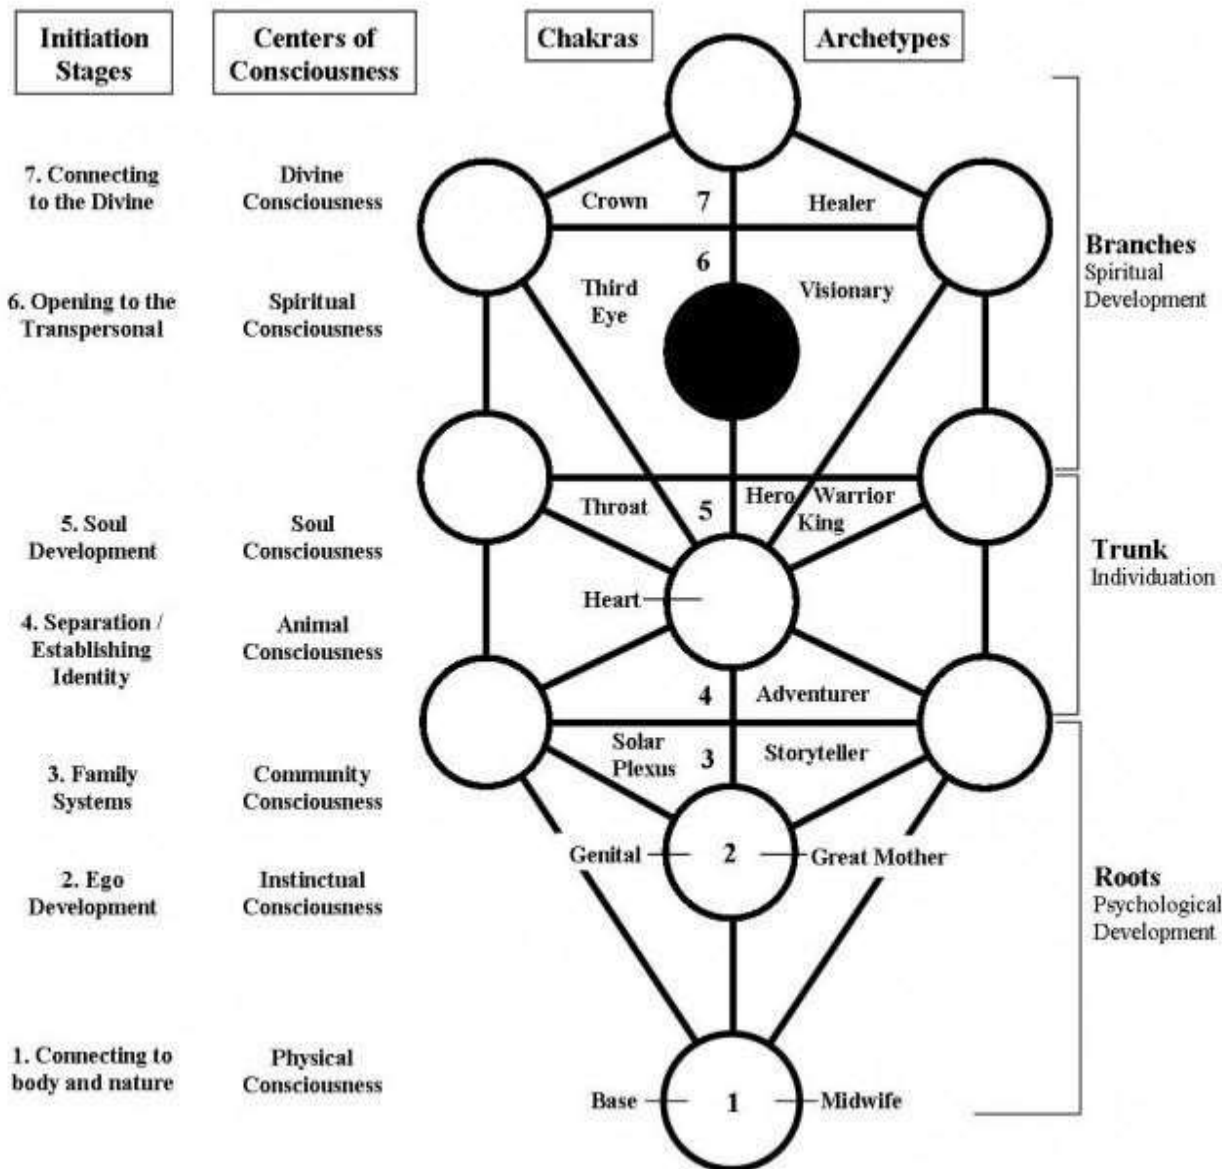 Initiation
Stages
Centers of
Consciousness
Chakras
Archetypes
7. Connecting
to the Divine
Divine
Consciousness
Crown
7
Healer
6
Third
Eye
Visionary
6. Opening to the
Transpersonal
Spiritual
Consciousness
Branches
Spiritual
Development
5. Soul
Development
Soul
Consciousness
Throat
5
Hero Warrior
King
Heart
Trunk
Individuation
4. Separation /
Establishing
Identity
Animal
Consciousness
4
Adventurer
3. Family
Systems
Community
Consciousness
Solar
Plexus
3
Storyteller
2. Ego
Development
Instinctual
Consciousness
Genital
2
Great Mother
Roots
Psychological
Development
1. Connecting to
body and nature
Physical
Consciousness
Base
1
Midwife